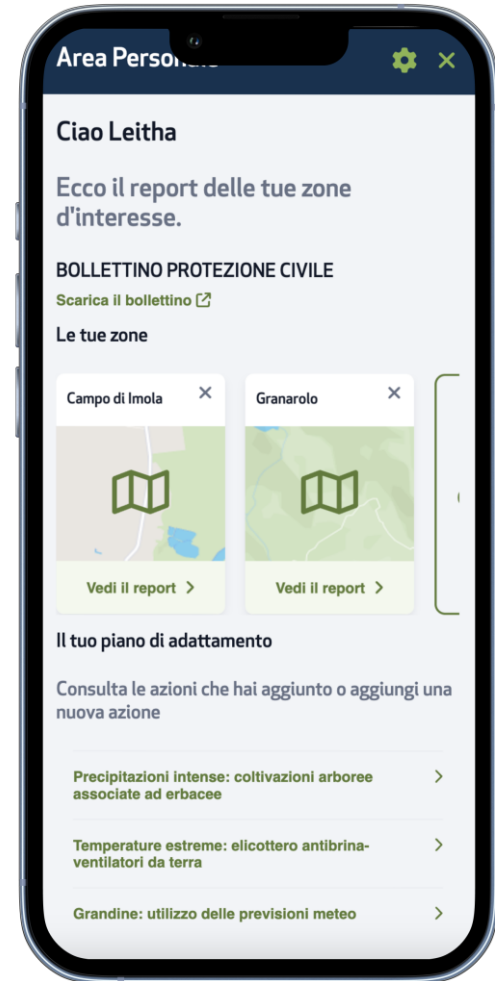 Area Personale
Ciao Leitha
Ecco il report delle tue zone
d'interesse.
BOLLETTINO PROTEZIONE CIVILE
Scarica il bollettino
Le tue zone
Campo di Imola
Granarolo
Vedi il report
Vedi il report
Il tuo piano di adattamento
Consulta le azioni che hai aggiunto o aggiungi una
nuova azione
Precipitazioni intense: coltivazioni arboree
associate ad erbacee
Temperature estreme: elicottero antibrina-
ventilatori da terra
Grandine: utilizzo delle previsioni meteo